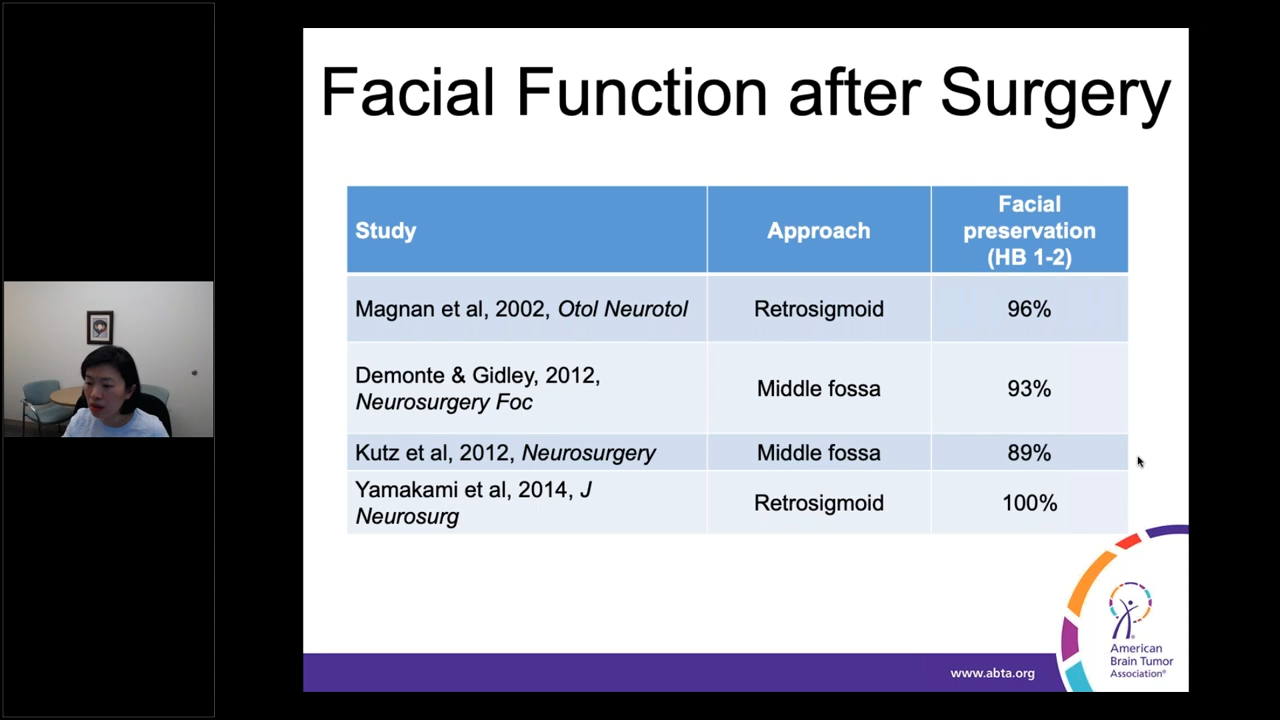 Facial Function after Surgery
Study
Approach
Facial
preservation
(HB 1-2)
Magnan et al, 2002, Otol Neurotol
Retrosigmoid
96%
Demonte & Gidley, 2012,
Neurosurgery Foc
Middle fossa
93%
Kutz et al, 2012, Neurosurgery
Middle fossa
89%
Yamakami et al, 2014, J
Neurosurg
Retrosigmoid
100%
American
Brain Tumor
Association®
www.abta.org